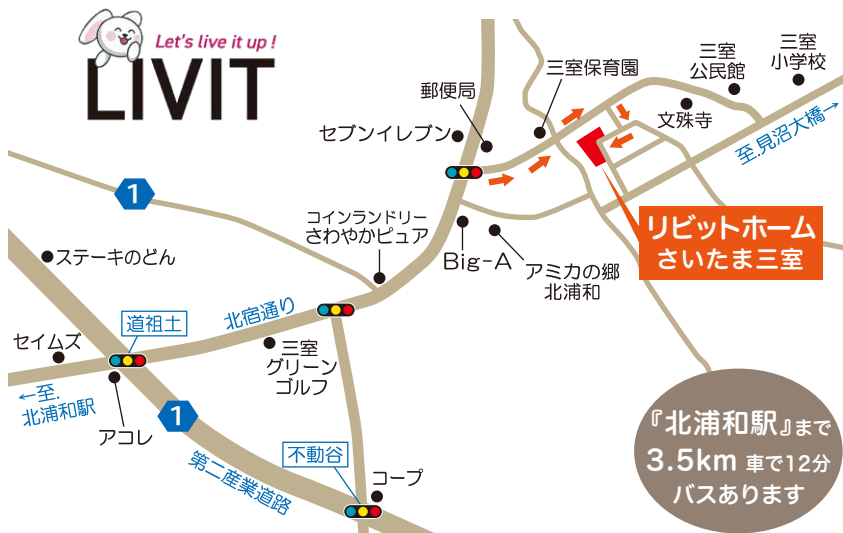 Let's live it up !
LIVIT
三室
小学校
三室
公民館
三室保育園
郵便局
文殊寺
セブンイレブン
至.見沼大橋→
1
コインランドリー
さわやかピュア
リビットホーム
さいたま三室
Big-A
アミカの郷
北浦和
ステーキのどん
北宿通り
道祖土
セイムズ
三室
グリーン
ゴルフ
←至.
北浦和駅
アコレ
1
『北浦和駅』まで
3.5km 車で12分
バスあります
不動谷
コープ
第二産業道路